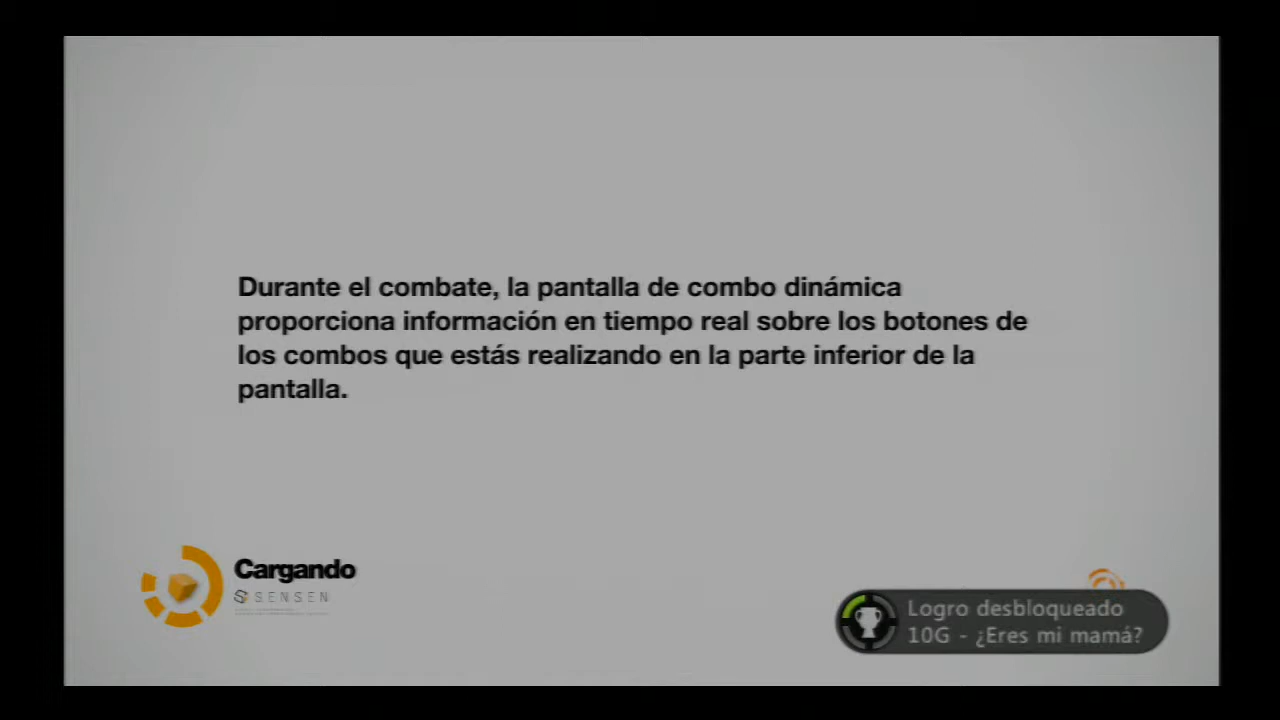 Durante el combate, la pantalla de combo dinámica
proporciona información en tiempo real sobre los botones de
los combos que estás realizando en la parte inferior de la
pantalla.
Cargando
SENSEN
Logro desbloqueado
10G - ¿Eres mi mamá?